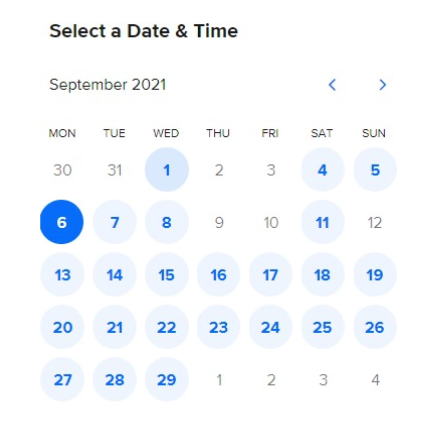 Select a Date & Time
September 2021
MON TUE WED THU FRI SAT SUN
30 31 1 2 3 4 5
6 7 8 9 10 11 12
13 14 15 16 17 18 19
20 21 22 23 24 25 26
27 28 29 1 2 3 4